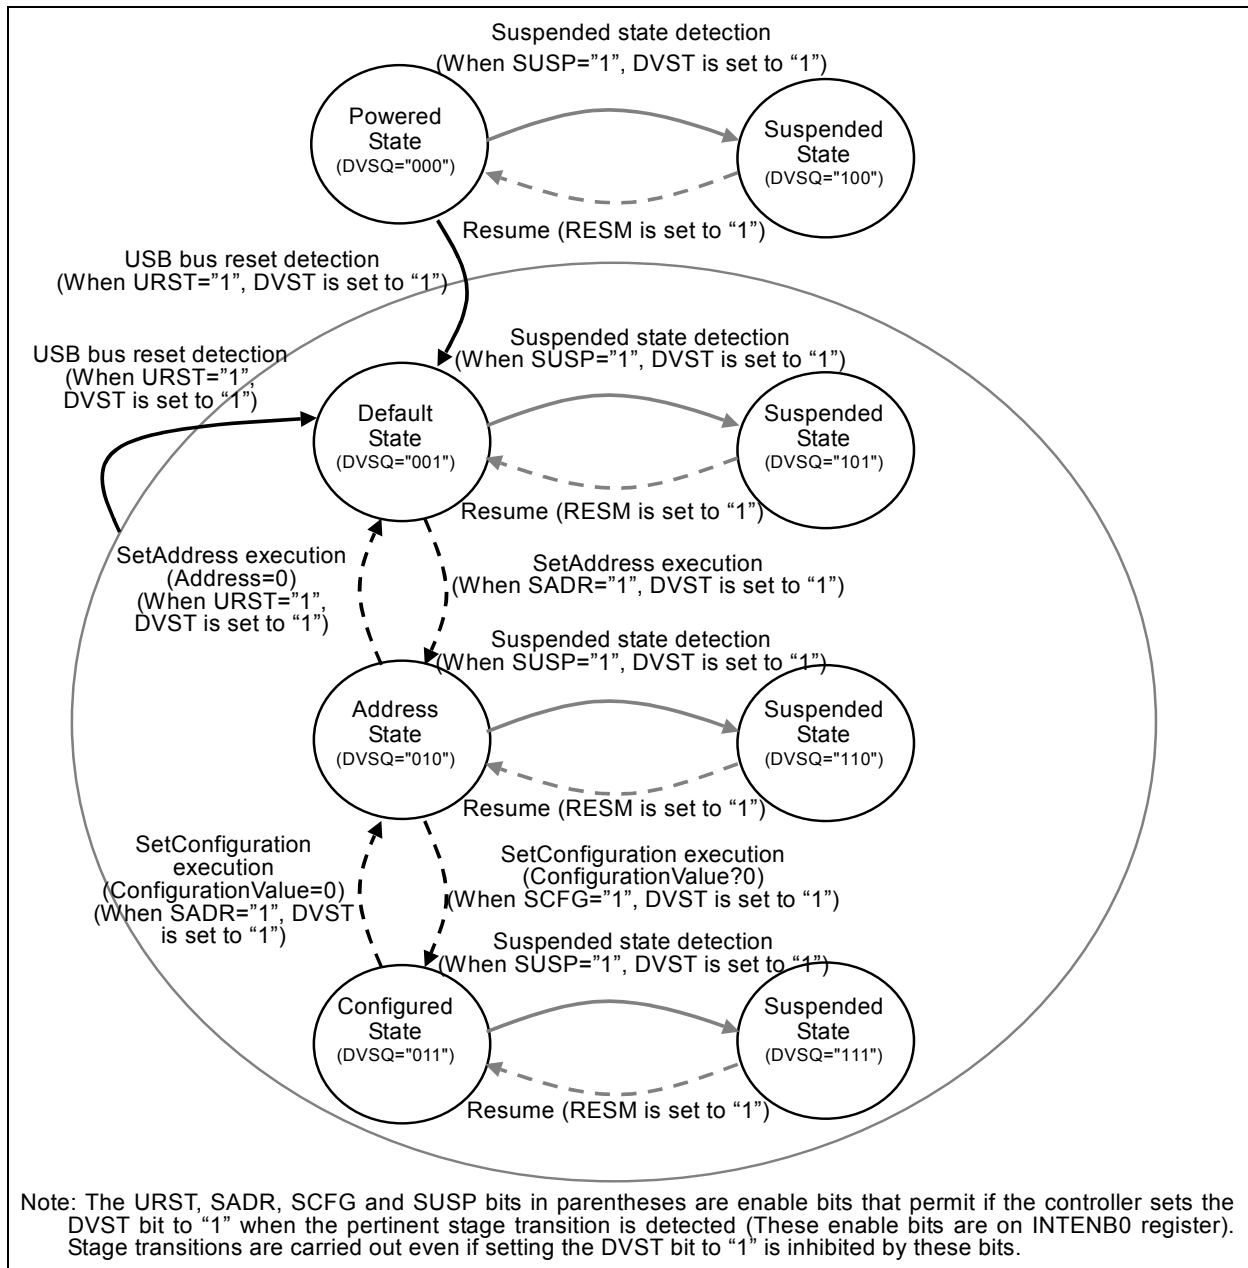 Suspended state detection
(When SUSP=”1”, DVST is set to “1”)
Powered
State
(DVSQ="000")
Suspended
State
(DVSQ="100")
Resume (RESM is set to “1”)
USB bus reset detection
(When URST=”1”, DVST is set to “1”)
Suspended state detection
(When SUSP=”1”, DVST is set to “1”)
USB bus reset detection
(When URST=”1”,
DVST is set to “1”)
Default
State
(DVSQ="001")
Suspended
State
(DVSQ="101")
Resume (RESM is set to “1”)
SetAddress execution
(Address=0)
(When URST=”1”,
DVST is set to “1”)
SetAddress execution
(When SADR=”1”, DVST is set to “1”)
Suspended state detection
(When SUSP=”1”, DVST is set to “1”)
Address
State
(DVSQ="010")
Suspended
State
(DVSQ="110")
Resume (RESM is set to “1”)
SetConfiguration
execution
(ConfigurationValue=0)
(When SADR=”1”, DVST
is set to “1”)
SetConfiguration execution
(ConfigurationValue?0)
(When SCFG=”1”, DVST is set to “1”)
Suspended state detection
(When SUSP=”1”, DVST is set to “1”)
Configured
State
(DVSQ="011")
Suspended
State
(DVSQ="111")
Resume (RESM is set to “1”)
Note: The URST, SADR, SCFG and SUSP bits in parentheses are enable bits that permit if the controller sets the
DVST bit to “1” when the pertinent stage transition is detected (These enable bits are on INTENB0 register).
Stage transitions are carried out even if setting the DVST bit to “1” is inhibited by these bits.